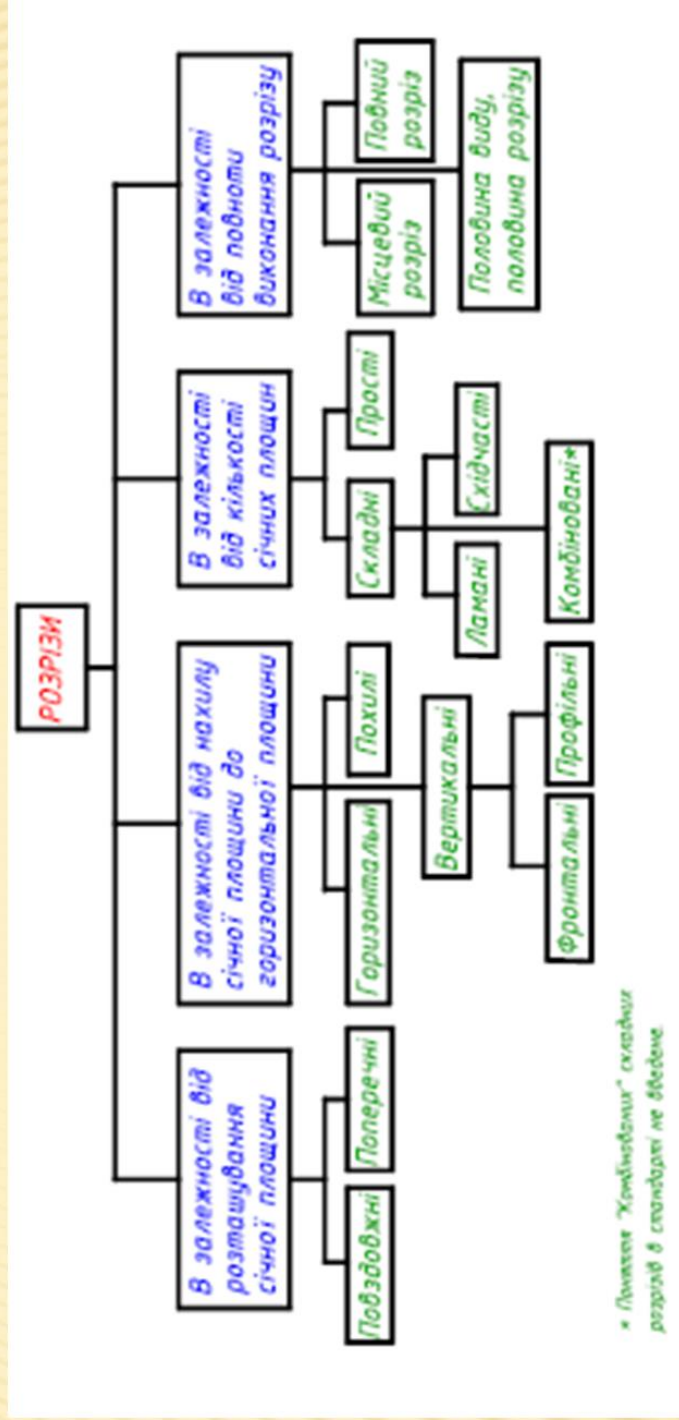 РОЗРІЗИ
В залежності від
розташування
січної площини
Повздовжні
Поперечні
В залежності від нахилу
січної площини до
горизонтальної площини
Горизонтальні
Похилі
Вертикальні
Фронтальні
Профільні
В залежності
від кількості
січних площин
Складні
Прості
Ламані
Східчасті
Комбіновані*
В залежності
від повноти
виконання розрізу
Місцевий
розріз
Повний
розріз
Половина виду,
половина розрізу
* Поняття "Комбінованих" складних
розрізів в стандарті не введене.